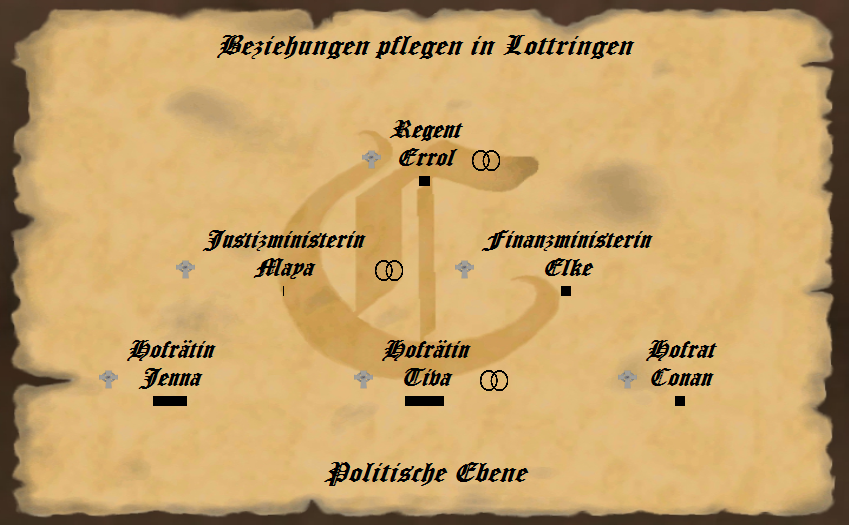 Beziehungen pflegen in Lottringen
Regent
Errol
Justizministerin
Maya
Finanzministerin
Elke
Hofrätin
Jenna
Hofrätin
Tiva
Hofrat
Conan
Politische Ebene